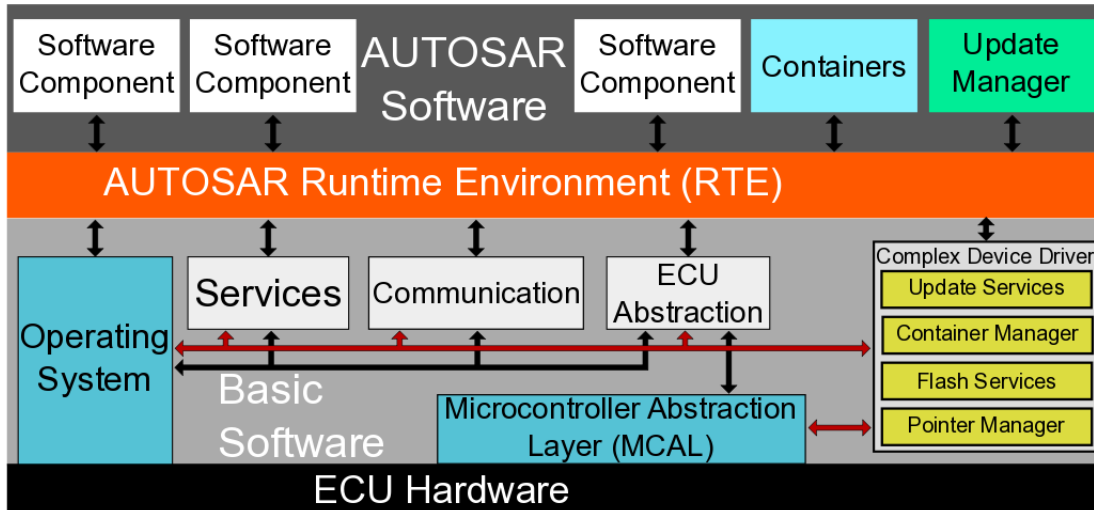 Software
Component
Software
Component
AUTOSAR
Software
Software
Component
Containers
Update
Manager
AUTOSAR Runtime Environment (RTE)
Operating
System
Services
Communication
ECU
Abstraction
Complex Device Driver
Update Services
Container Manager
Flash Services
Pointer Manager
Basic
Software
Microcontroller Abstraction
Layer (MCAL)
ECU Hardware